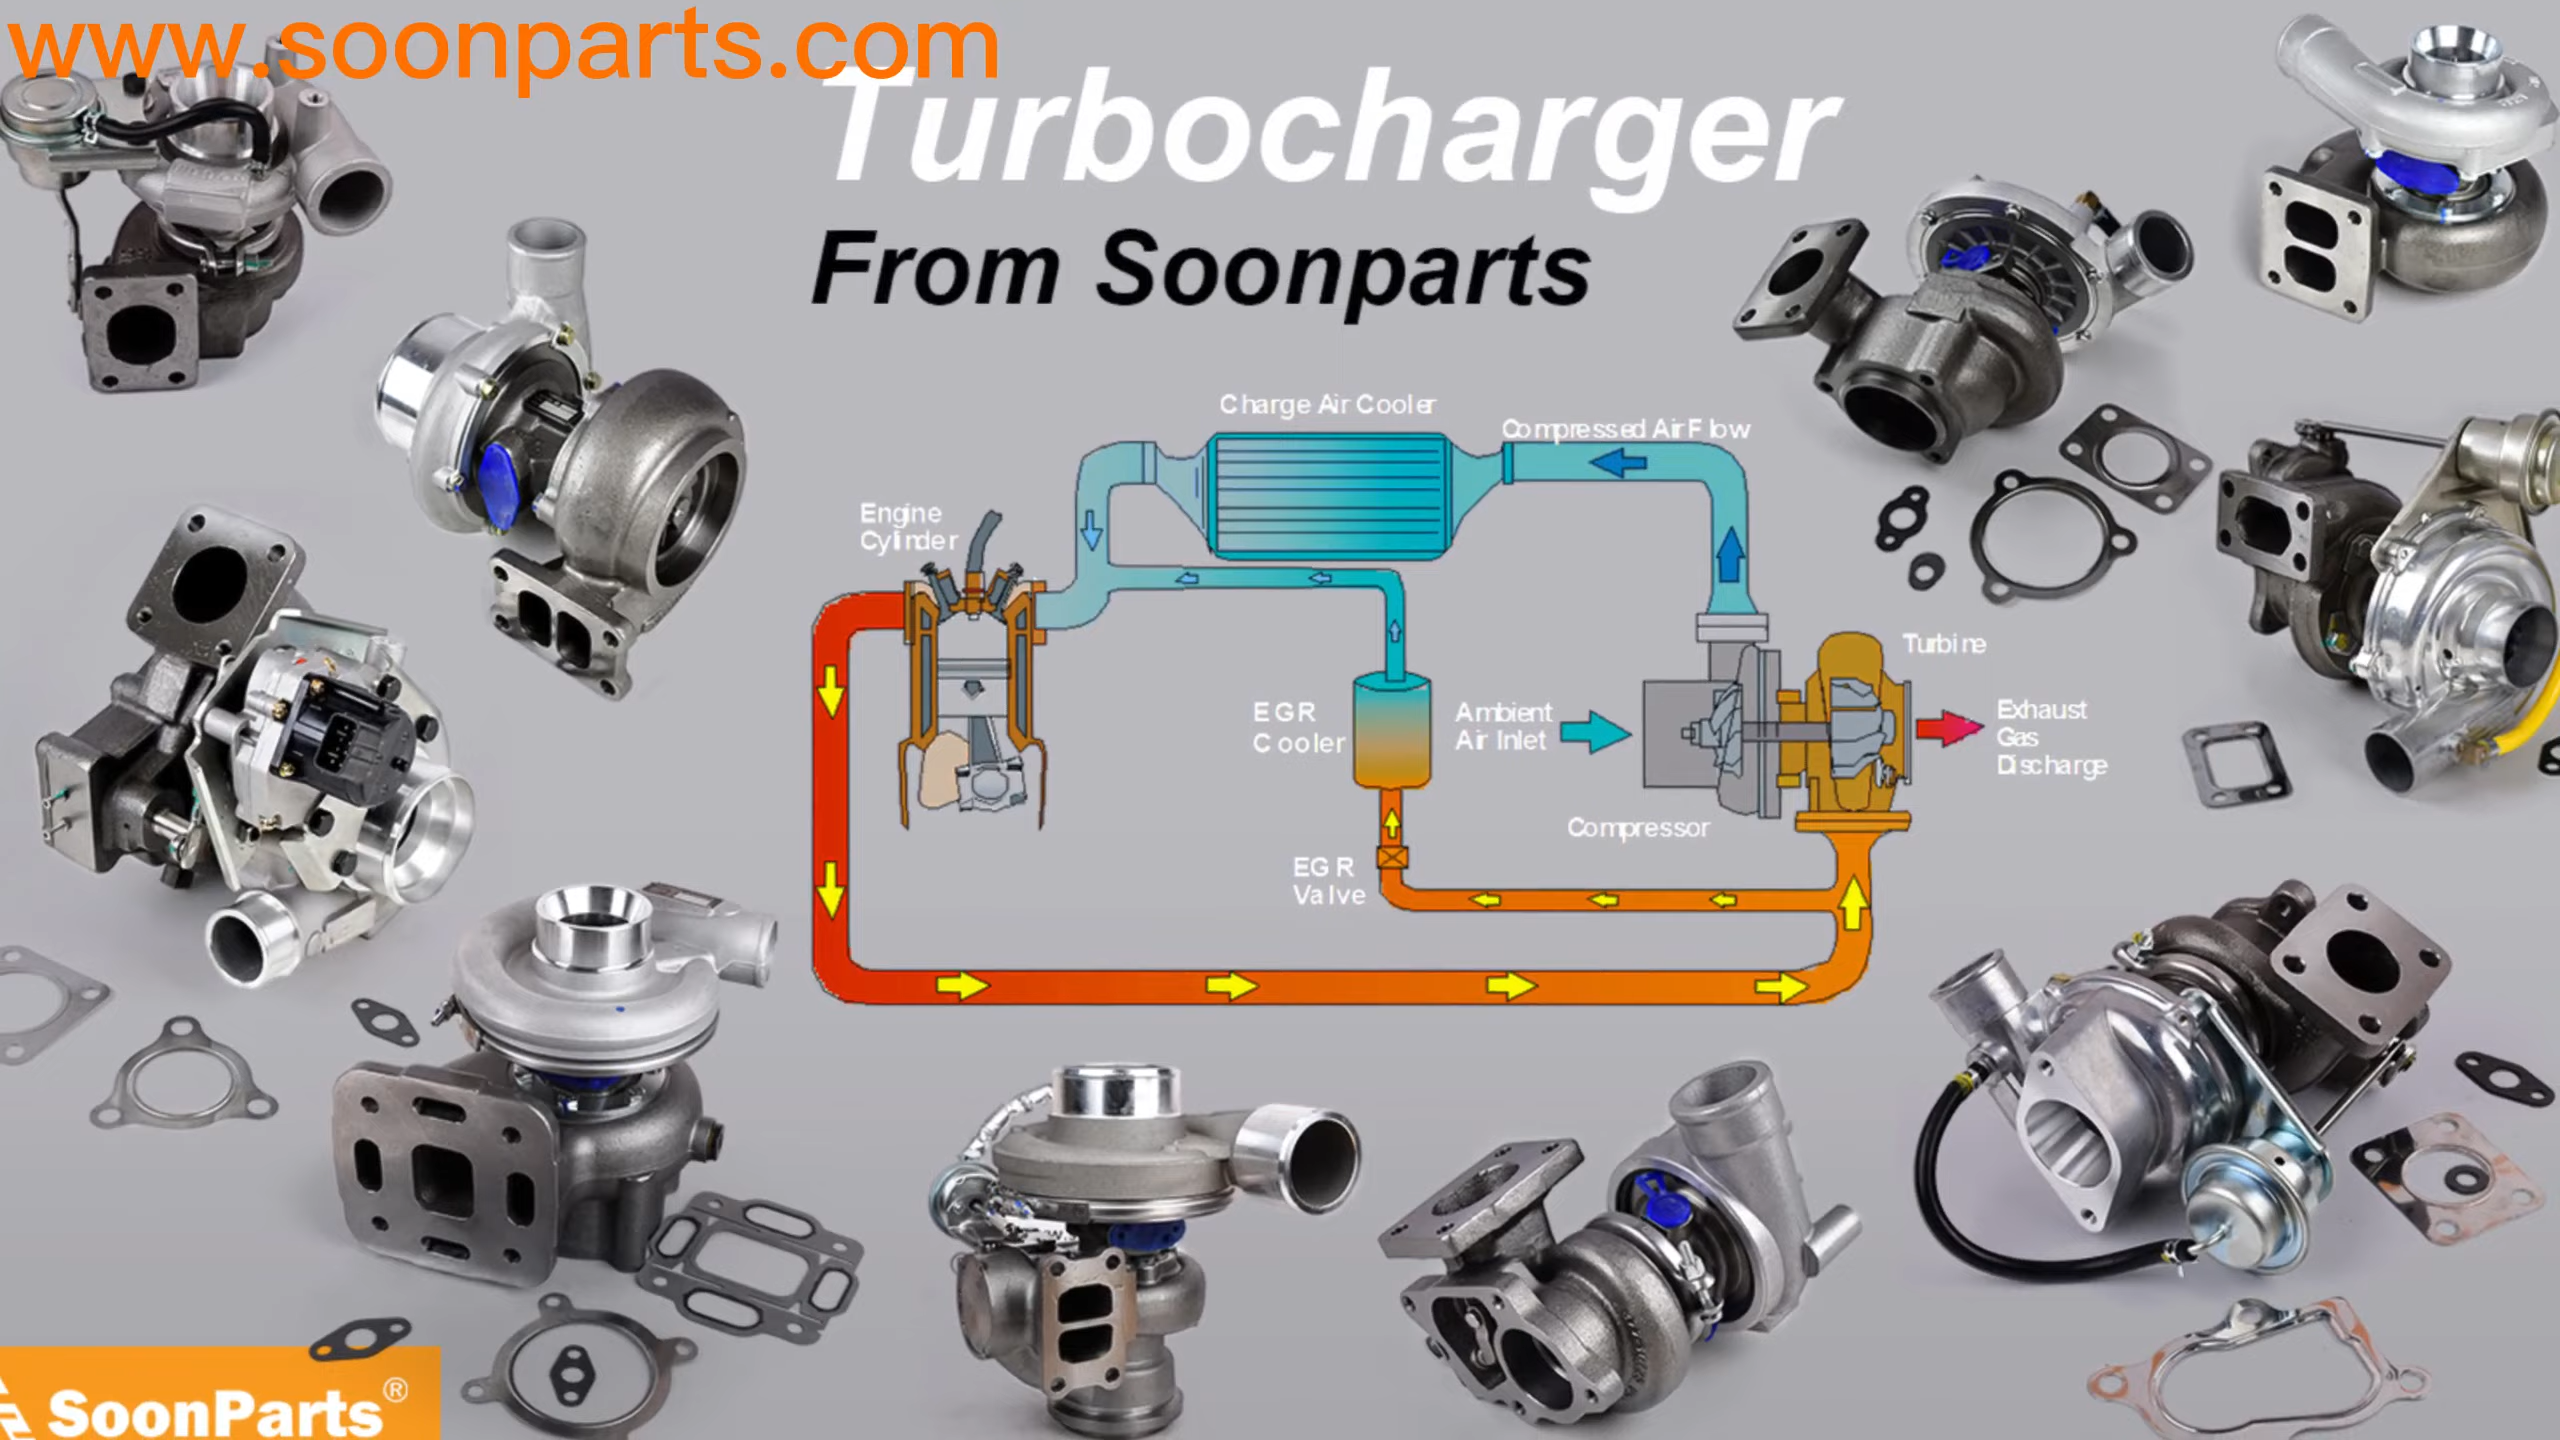 www.soonparts.com
Turbocharger
From Soonparts
Charge Air Cooler
Compressed Air Flow
Engine
Cylinder
Turbine
EGR
Cooler
Ambient
Air Inlet
Exhaust
Gas
Discharge
Compressor
EGR
Valve
SoonParts®